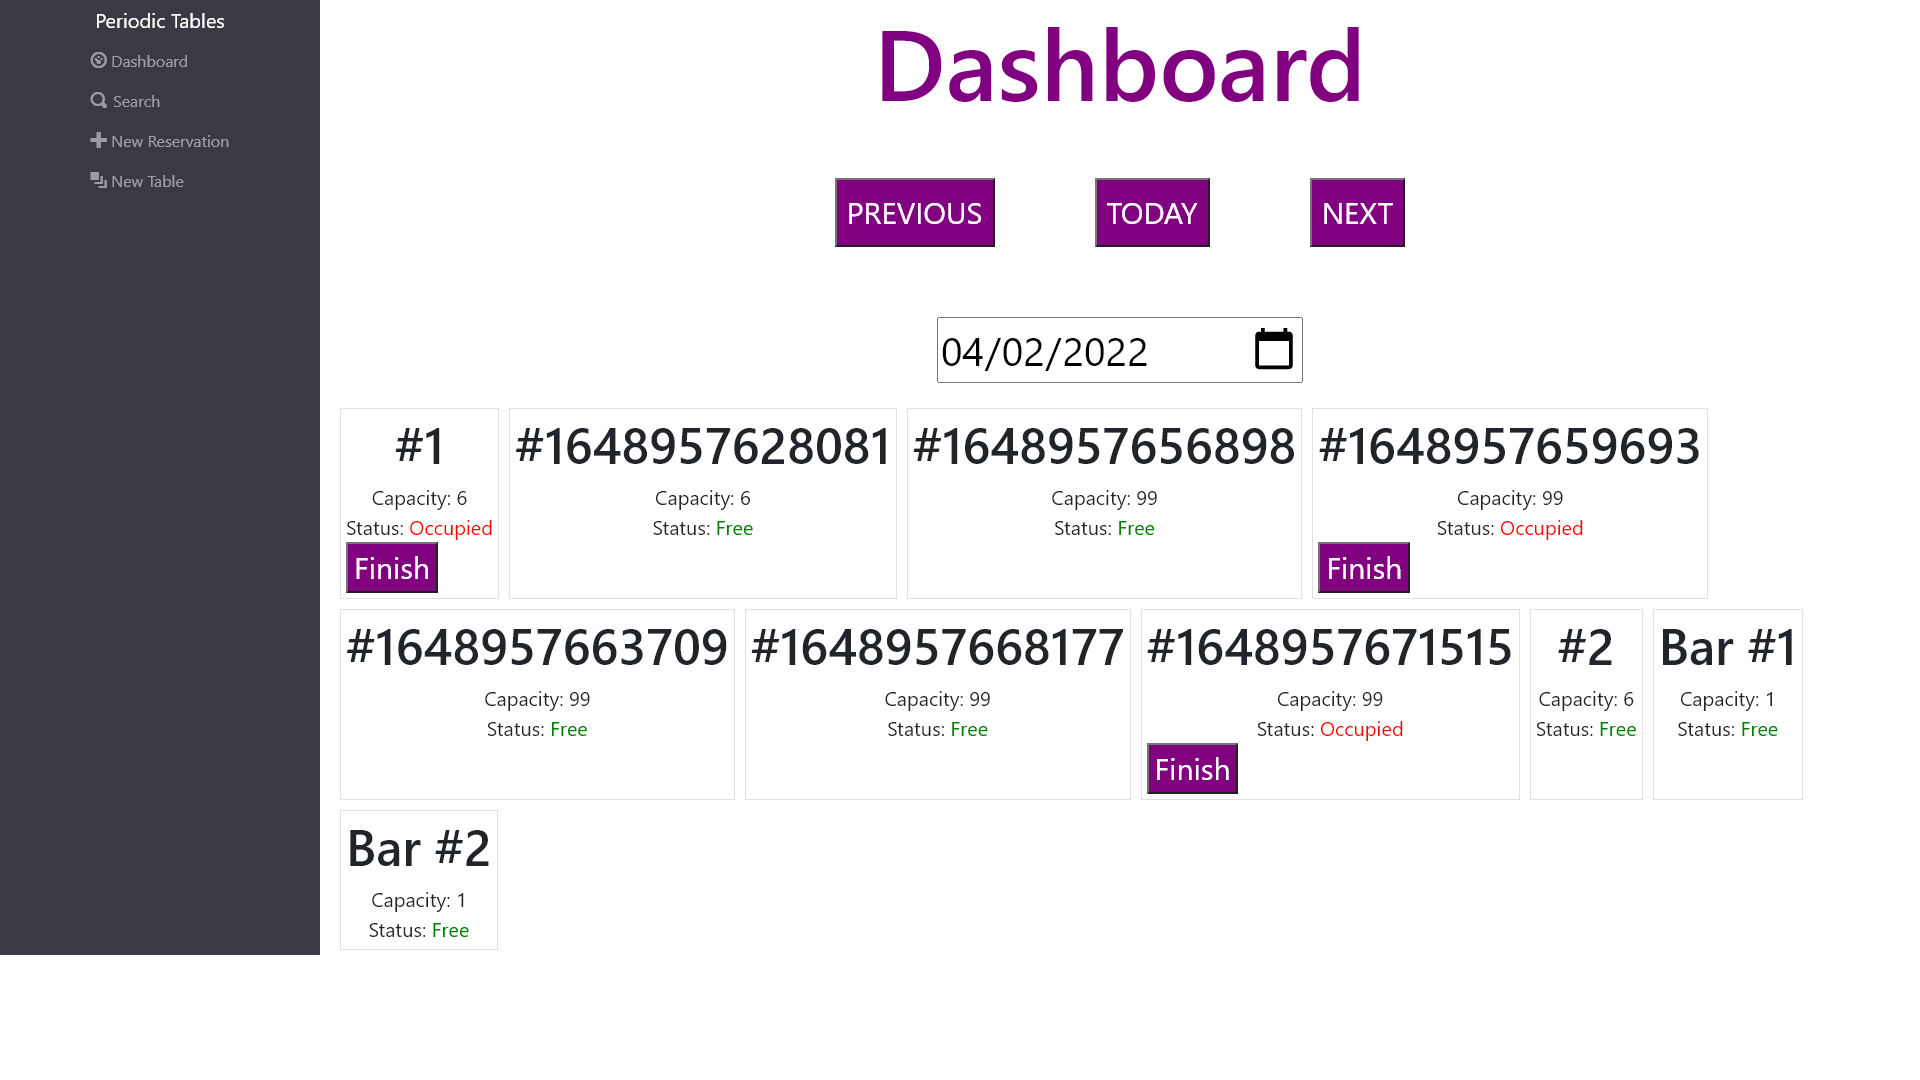 Periodic Tables
Dashboard
Search
New Reservation
New Table
Dashboard
PREVIOUS
TODAY
NEXT
04/02/2022
#1
Capacity: 6
Status: Occupied
Finish
#1648957628081
Capacity: 6
Status: Free
#1648957656898
Capacity: 99
Status: Free
#1648957659693
Capacity: 99
Status: Occupied
Finish
#1648957663709
Capacity: 99
Status: Free
#1648957668177
Capacity: 99
Status: Free
#1648957671515
Capacity: 99
Status: Occupied
Finish
#2
Capacity: 6
Status: Free
Bar #1
Capacity: 1
Status: Free
Bar #2
Capacity: 1
Status: Free